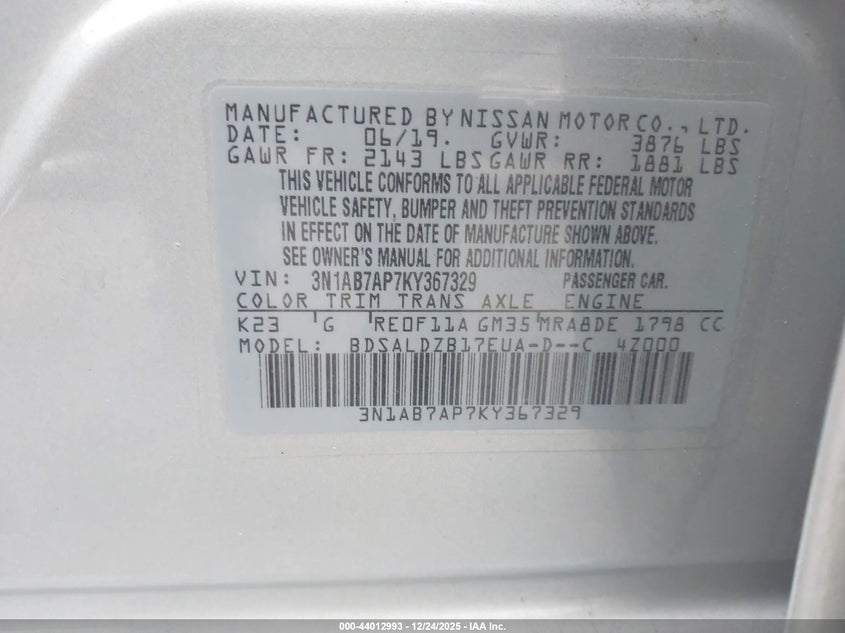 MANUFACTURED BY NISSAN MOTOR CO., LTD.
DATE: 06/19. GVWR: 3876 LBS
GAWR FR: 2143 LBS GAWR RR: 1881 LBS
THIS VEHICLE CONFORMS TO ALL APPLICABLE FEDERAL MOTOR
VEHICLE SAFETY, BUMPER AND THEFT PREVENTION STANDARDS
IN EFFECT ON THE DATE OF MANUFACTURE SHOWN ABOVE.
SEE OWNER'S MANUAL FOR ADDITIONAL INFORMATION.
VIN: 3N1AB7AP7KY367329 PASSENGER CAR.
COLOR TRIM TRANS AXLE ENGINE
K23 G RE0F11A GM35 MRA8DE 1798 CC
MODEL: BDSALDZB17EUA-D--C 4Z000
3N1AB7AP7KY367329
000-44012993 - 12/24/2025 - IAA Inc.